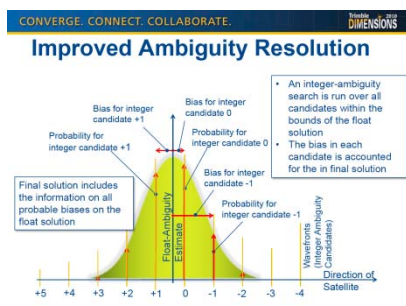 CONVERGE. CONNECT. COLLABORATE.
Trimble
DIMENSIONS 2010
Improved Ambiguity Resolution
Bias for integer
candidate +1
Bias for integer
candidate 0
Probability for
integer candidate +1
Probability for
integer candidate 0
Bias for integer
candidate -1
Probability for
integer candidate -1
• An integer-ambiguity
search is run over all
candidates within the
bounds of the float
solution
• The bias in each
candidate is accounted
for the in final solution
Final solution includes
the information on all
probable biases on the
float solution
Float-Ambiguity
Estimate
Wavefronts
(Integer Ambiguity
Candidates)
Direction of
Satellite
+5 +4 +3 +2 +1 0 -1 -2 -3 -4